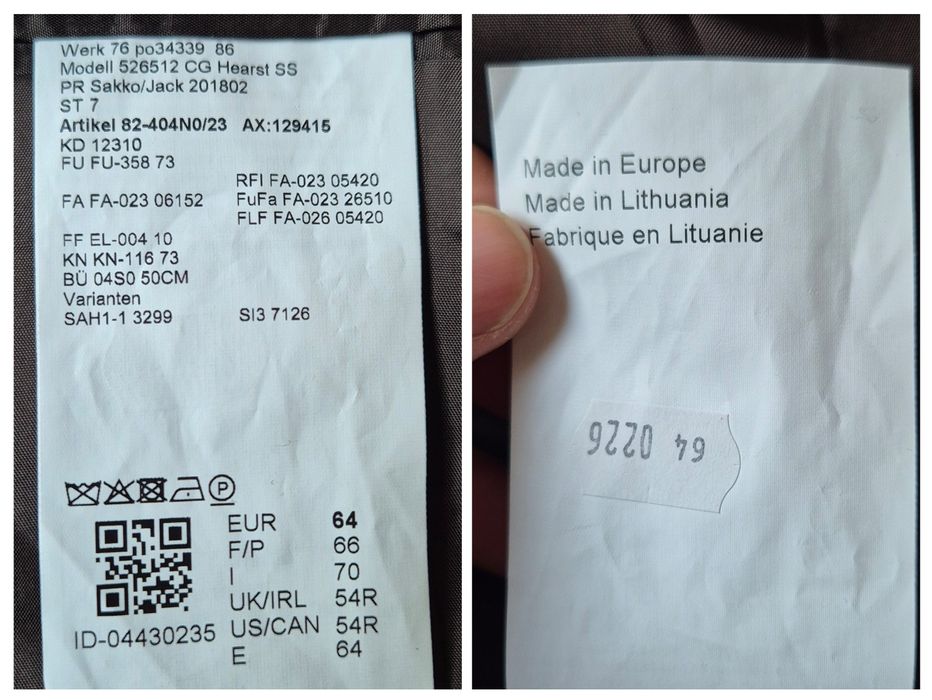 Werk 76 po34339 86
Modell 526512 CG Hearst SS
PR Sakko/Jack 201802
ST 7
Artikel 82-404N0/23 AX:129415
KD 12310
FU FU-358 73
RFI FA-023 05420
FA FA-023 06152 FuFa FA-023 26510
FLF FA-026 05420
FF EL-004 10
KN KN-116 73
BÜ 04S0 50CM
Varianten
SAH1-1 3299 SI3 7126
P
EUR 64
F/P 66
I 70
UK/IRL 54R
US/CAN 54R
E 64
ID-04430235
Made in Europe
Made in Lithuania
Fabrique en Lituanie
64 0226